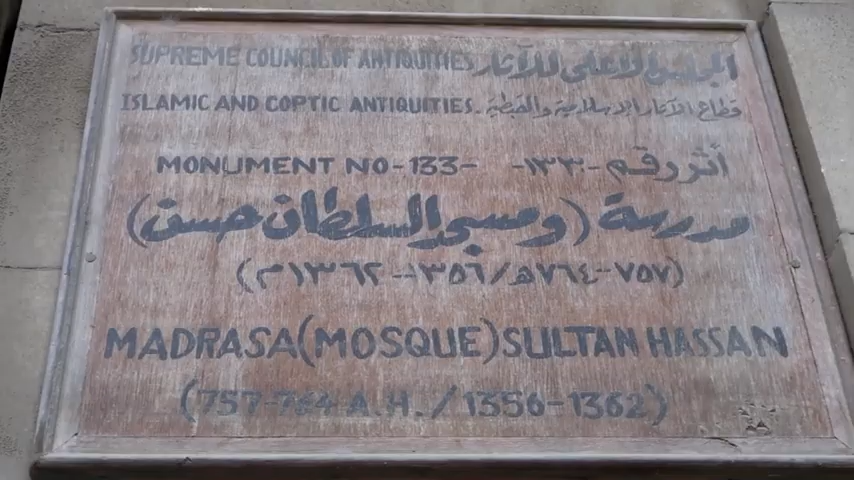 SUPREME COUNCIL OF ANTIQUITIES المجلس الأعلى للآثار
ISLAMIC AND COPTIC ANTIQUITIES - قطاع الآثار الإسلامية والقبطية
MONUMENT NO-133- أثر رقم -١٣٣-
مدرسة (ومسجد السلطان حسن)
(٧٥٧-٧٦٤ه/١٣٥٦-١٣٦٢م)
MADRASA (MOSQUE) SULTAN HASSAN
(757-764 A.H./1356-1362)